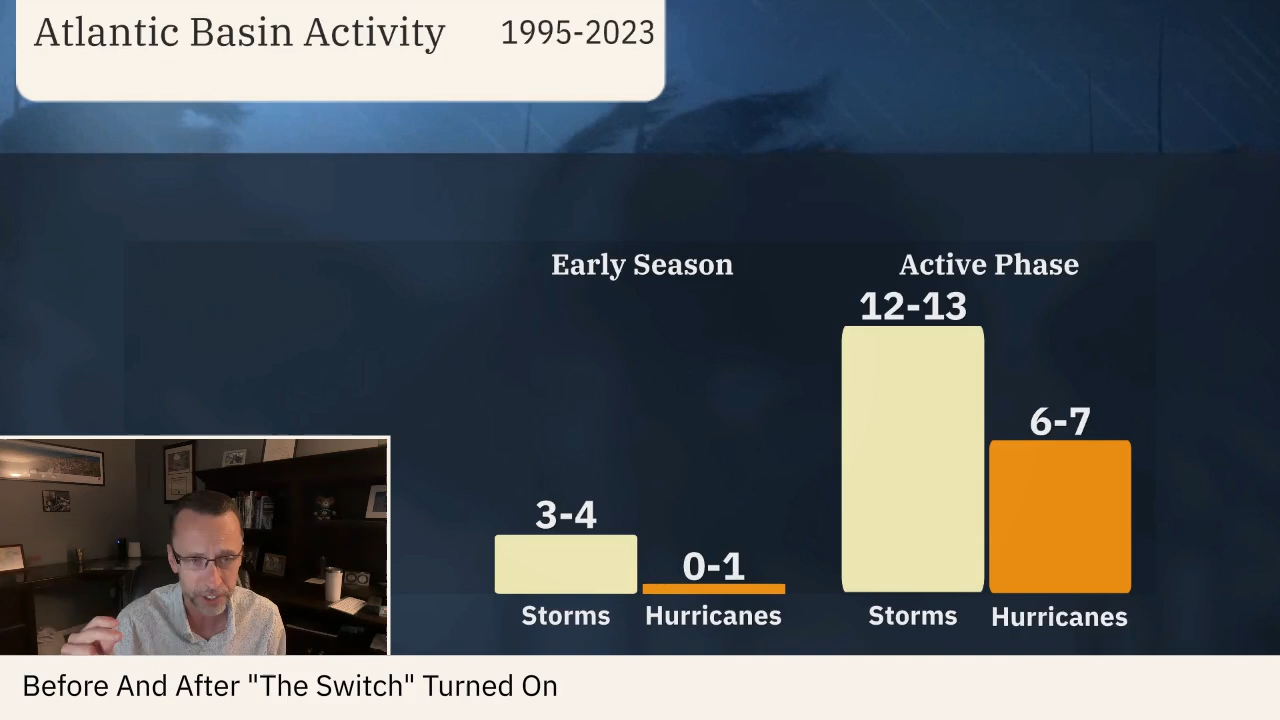 Atlantic Basin Activity 1995-2023
Early Season Active Phase
12-13
6-7
3-4
0-1
Storms Hurricanes Storms Hurricanes
Before And After "The Switch" Turned On